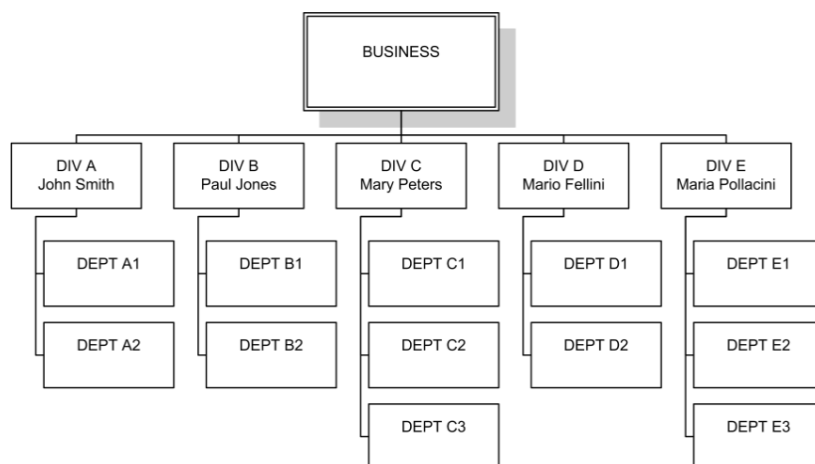 BUSINESS
DIV A
John Smith
DIV B
Paul Jones
DIV C
Mary Peters
DIV D
Mario Fellini
DIV E
Maria Pollacini
DEPT A1
DEPT B1
DEPT C1
DEPT D1
DEPT E1
DEPT A2
DEPT B2
DEPT C2
DEPT D2
DEPT E2
DEPT C3
DEPT E3